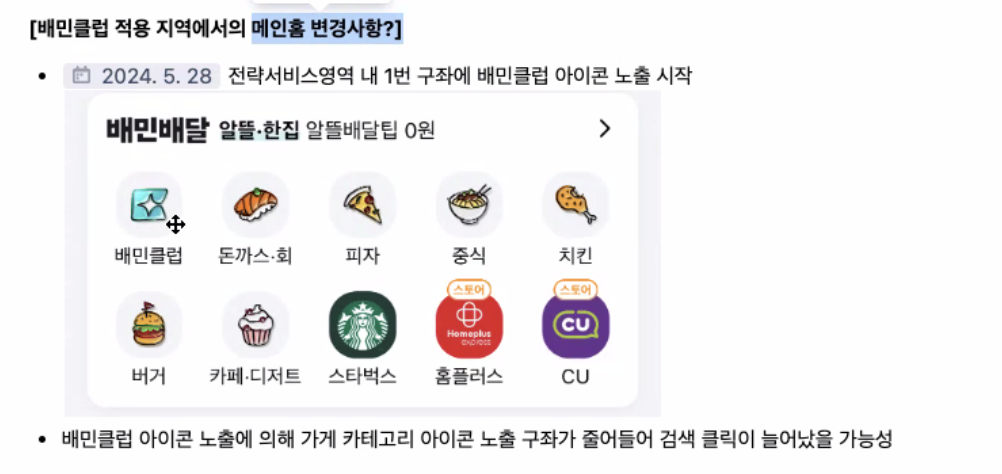 [배민클럽 적용 지역에서의 메인홈 변경사항?]
• 2024. 5. 28 전략서비스영역 내 1번 구좌에 배민클럽 아이콘 노출 시작
배민배달 알뜰·한집 알뜰배달팁 0원
배민클럽 돈까스·회 피자 중식 치킨
스토어 스토어
Homeplus express CU
버거 카페·디저트 스타벅스 홈플러스 CU
• 배민클럽 아이콘 노출에 의해 가게 카테고리 아이콘 노출 구좌가 줄어들어 검색 클릭이 늘어났을 가능성